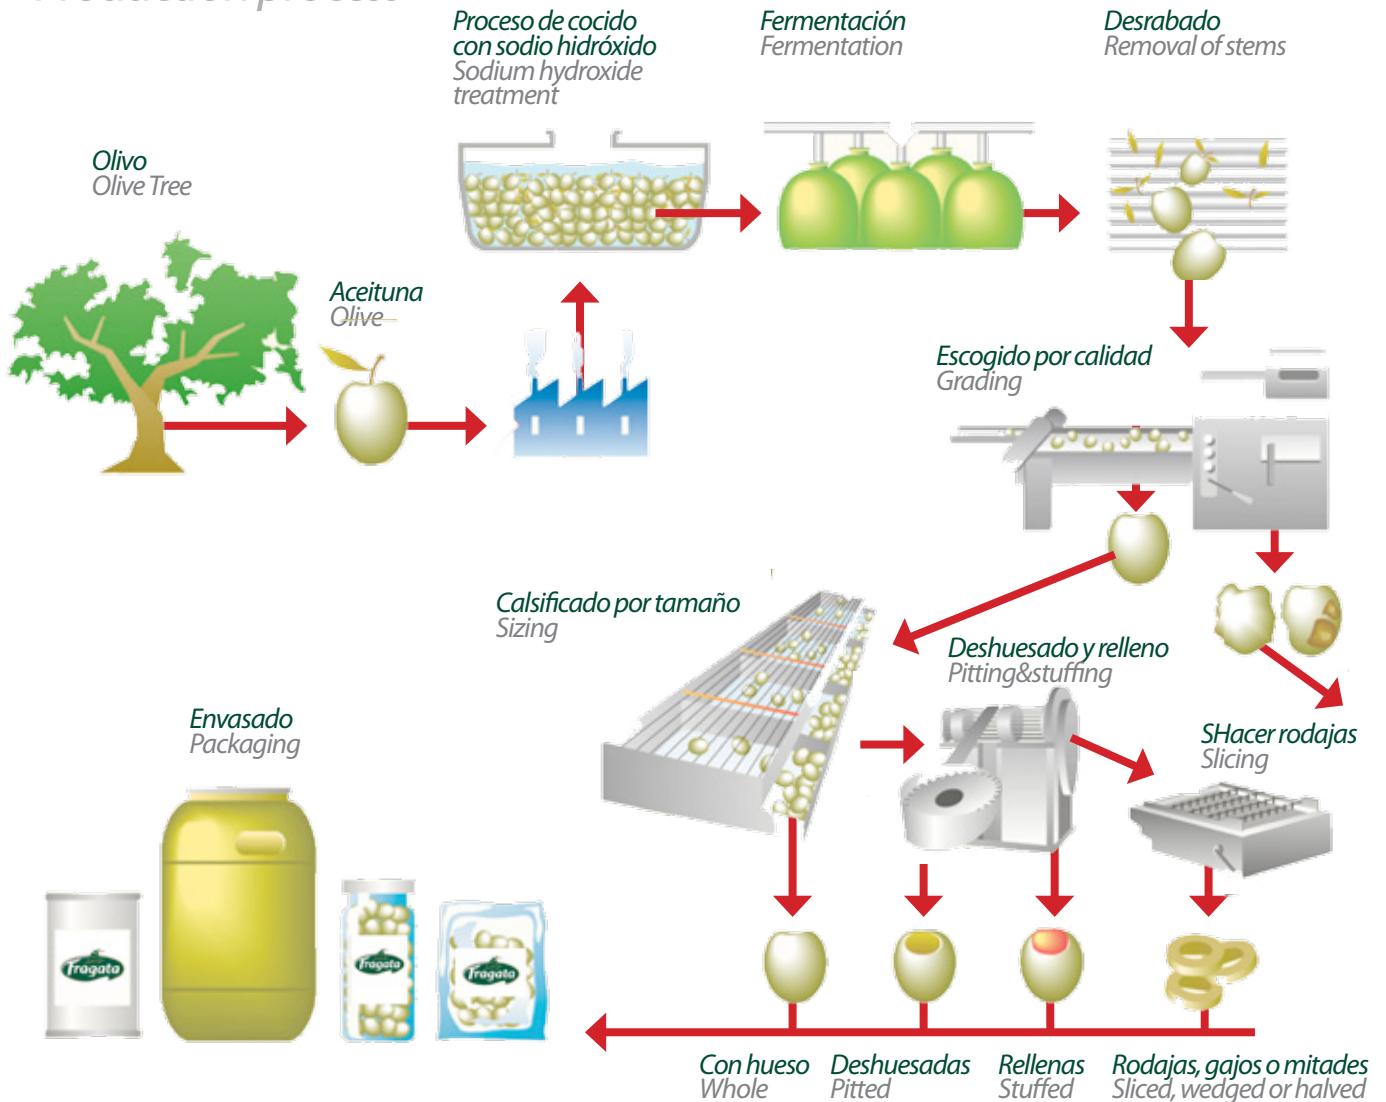 Production process
Proceso de cocido
con sodio hidróxido
Sodium hydroxide
treatment
Fermentación
Fermentation
Desrabado
Removal of stems
Olivo
Olive Tree
Aceituna
Olive
Escogido por calidad
Grading
Calsificado por tamaño
Sizing
Deshuesado y relleno
Pitting&stuffing
SHacer rodajas
Slicing
Envasado
Packaging
Fragata
Fragata
Fragata
Con hueso
Whole
Deshuesadas
Pitted
Rellenas
Stuffed
Rodajas, gajos o mitades
Sliced, wedged or halved